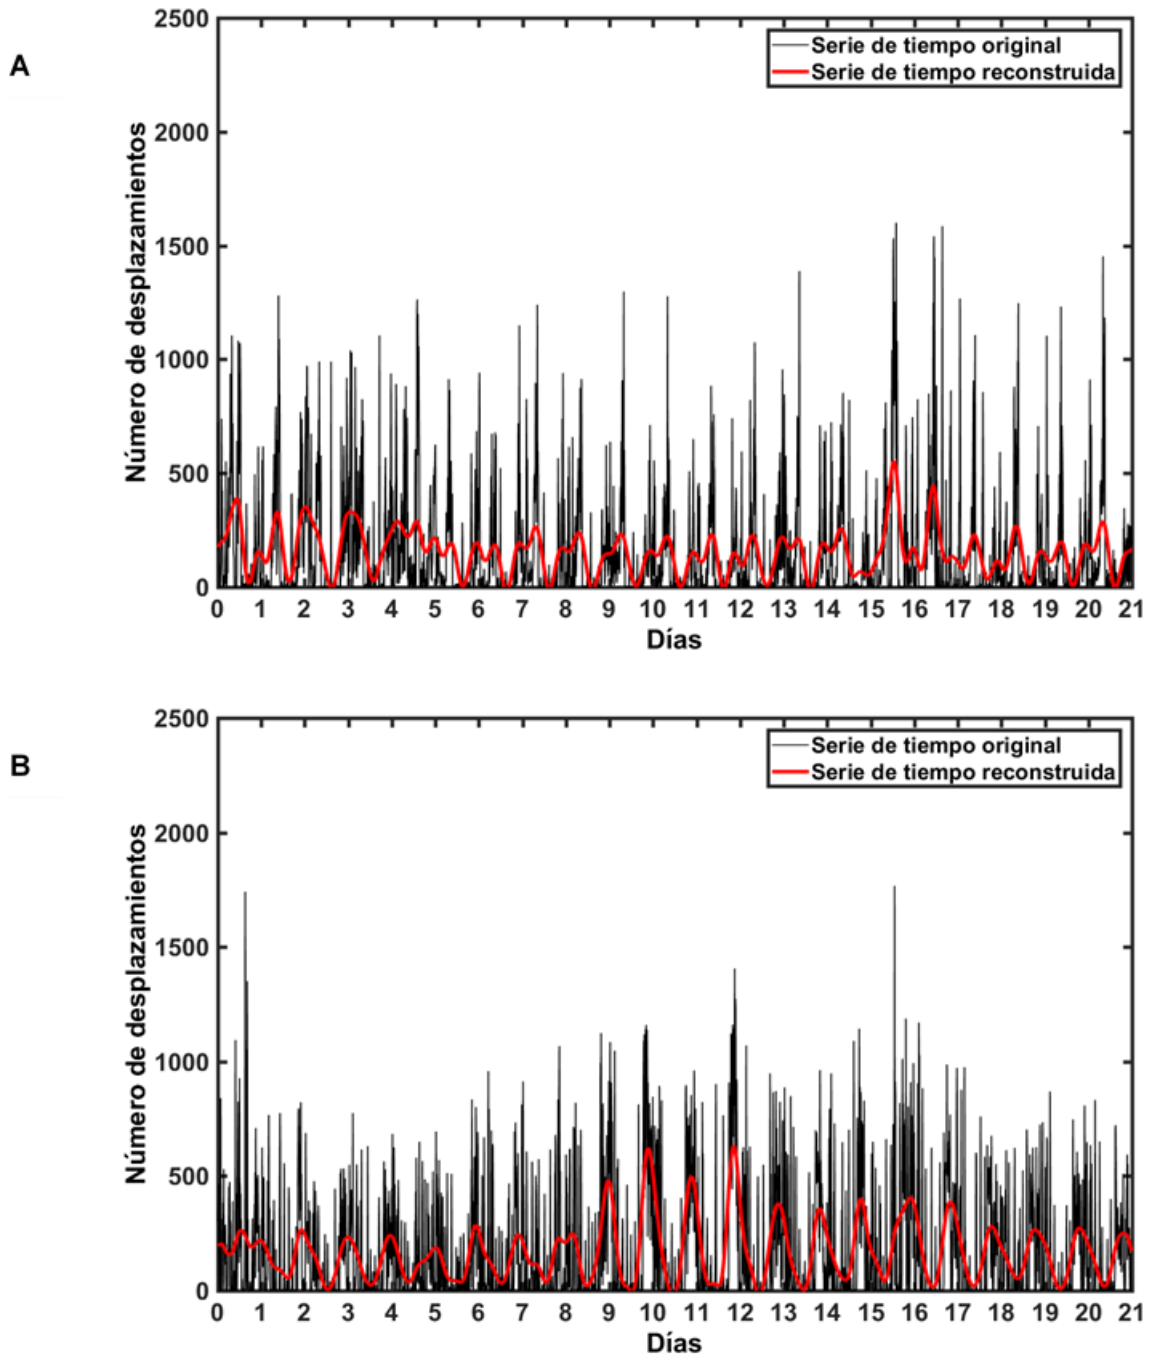 A
2500
2000
1500
1000
500
0
Número de desplazamientos
Serie de tiempo original
Serie de tiempo reconstruida
0 1 2 3 4 5 6 7 8 9 10 11 12 13 14 15 16 17 18 19 20 21
Días
B
2500
2000
1500
1000
500
0
Número de desplazamientos
Serie de tiempo original
Serie de tiempo reconstruida
0 1 2 3 4 5 6 7 8 9 10 11 12 13 14 15 16 17 18 19 20 21
Días